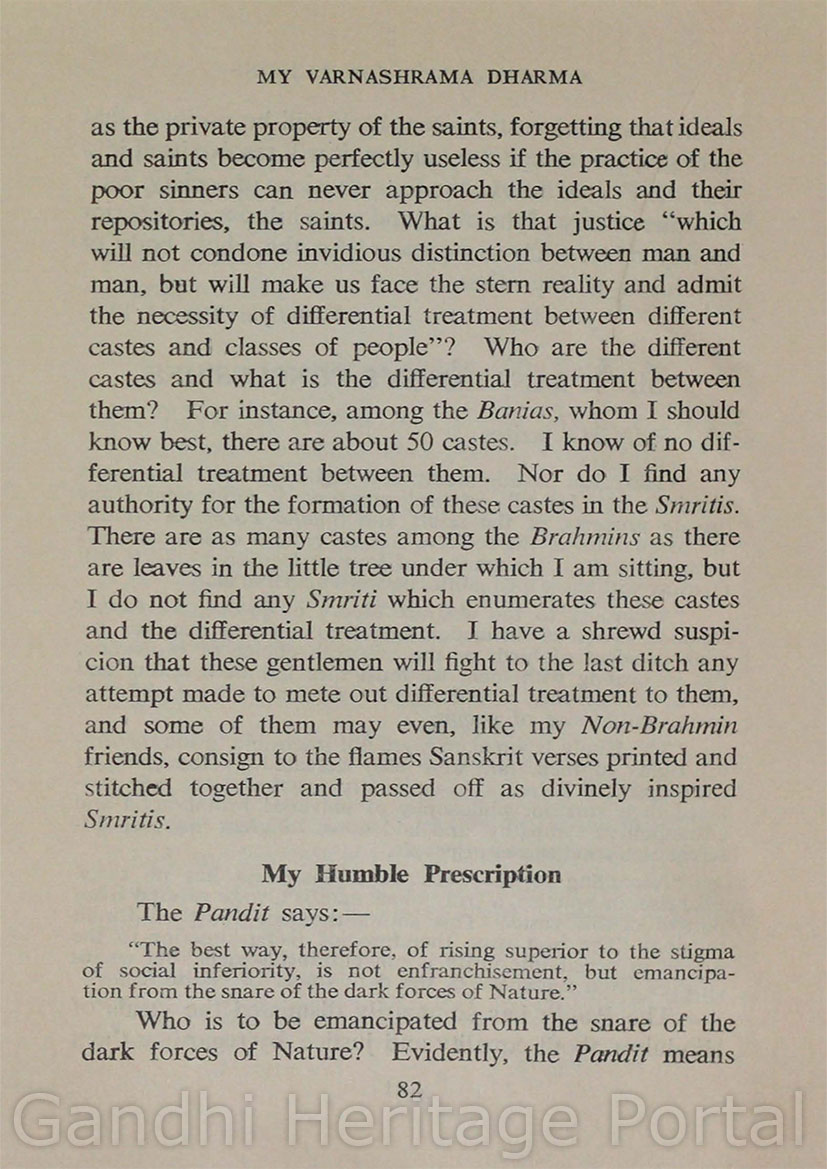 MY VARNASHRAMA DHARMA
as the private property of the saints, forgetting that ideals
and saints become perfectly useless if the practice of the
poor sinners can never approach the ideals and their
repositories, the saints. What is that justice “which
will not condone invidious distinction between man and
man, but will make us face the stern reality and admit
the necessity of differential treatment between different
castes and classes of people”? Who are the different
castes and what is the differential treatment between
them? For instance, among the Banias, whom I should
know best, there are about 50 castes. I know of no dif-
ferential treatment between them. Nor do I find any
authority for the formation of these castes in the Smritis.
There are as many castes among the Brahmins as there
are leaves in the little tree under which I am sitting, but
I do not find any Smriti which enumerates these castes
and the differential treatment. I have a shrewd suspi-
cion that these gentlemen will fight to the last ditch any
attempt made to mete out differential treatment to them,
and some of them may even, like my Non-Brahmin
friends, consign to the flames Sanskrit verses printed and
stitched together and passed off as divinely inspired
Smritis.
My Humble Prescription
The Pandit says:—
“The best way, therefore, of rising superior to the stigma
of social inferiority, is not enfranchisement, but emancipa-
tion from the snare of the dark forces of Nature.”
Who is to be emancipated from the snare of the
dark forces of Nature? Evidently, the Pandit means
82
Gandhi Heritage Portal